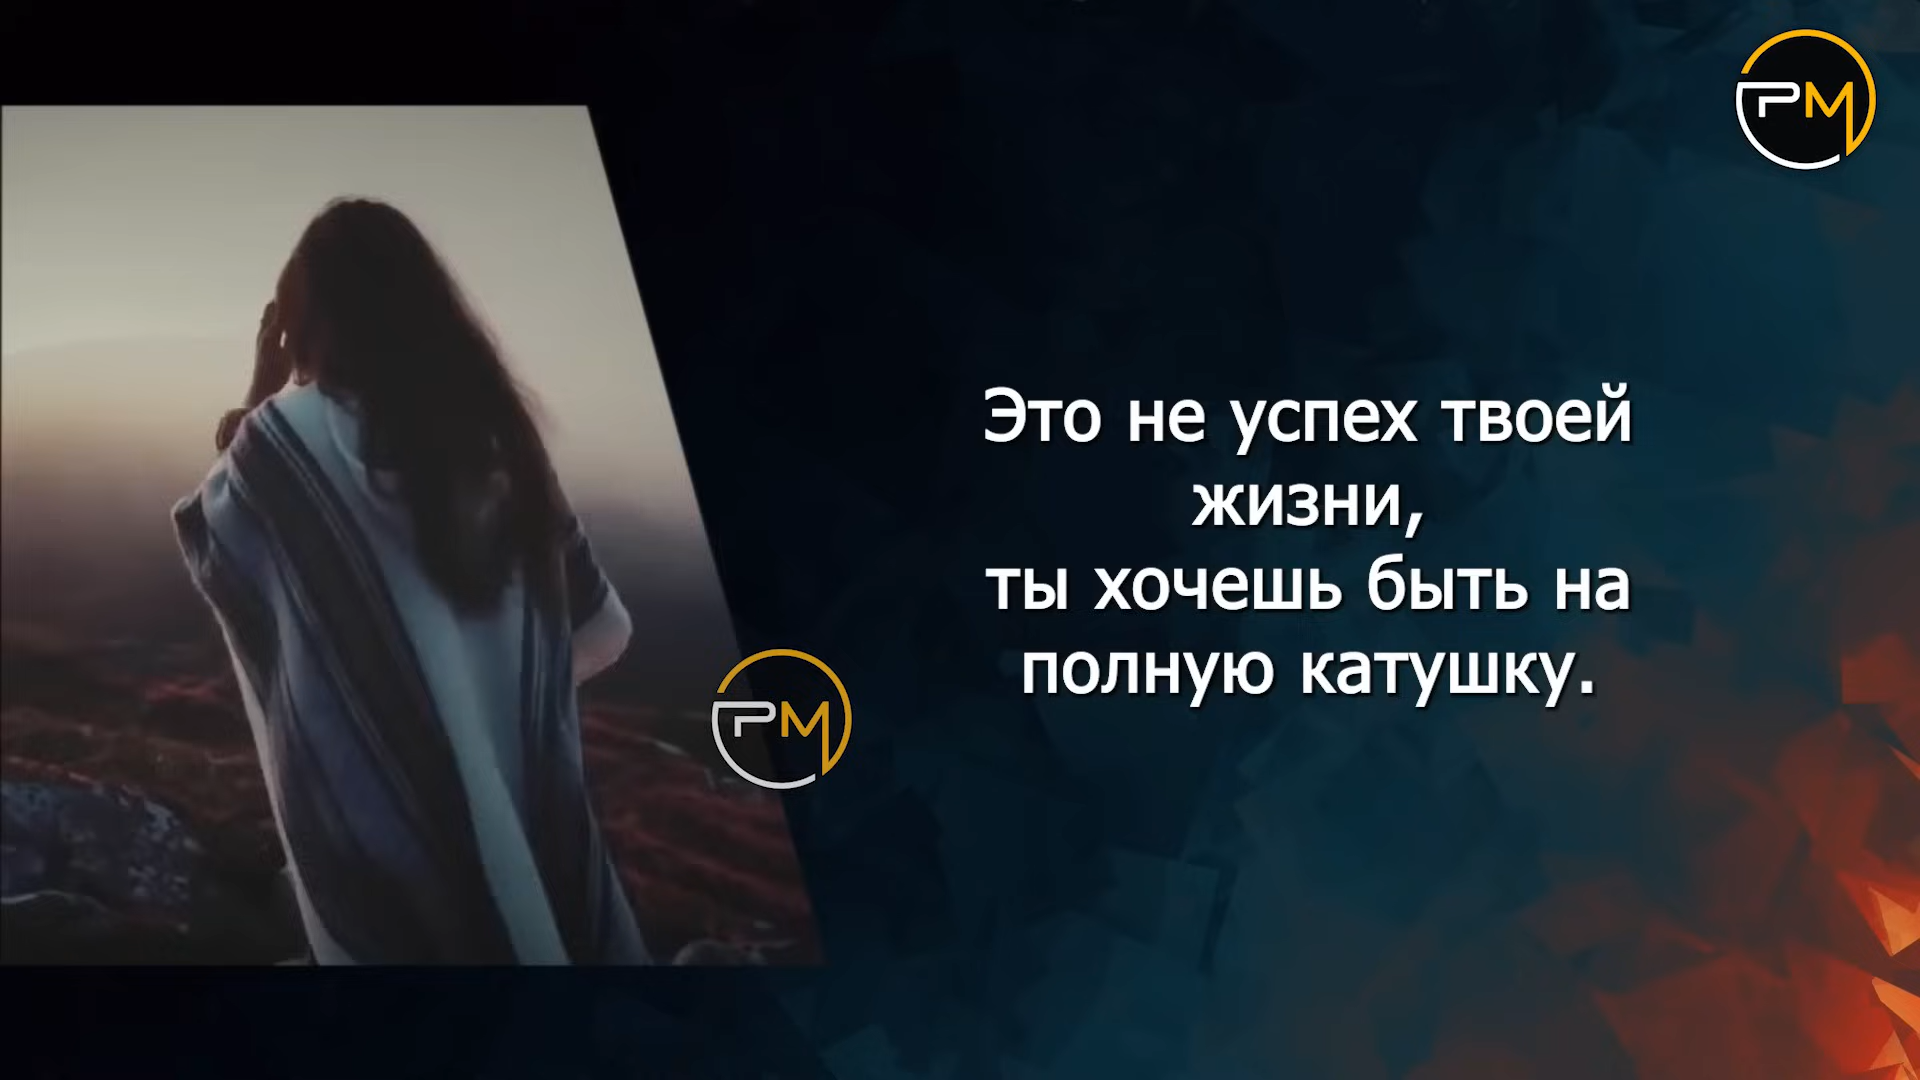 PM
Это не успех твоей
жизни,
ты хочешь быть на
полную катушку.
PM